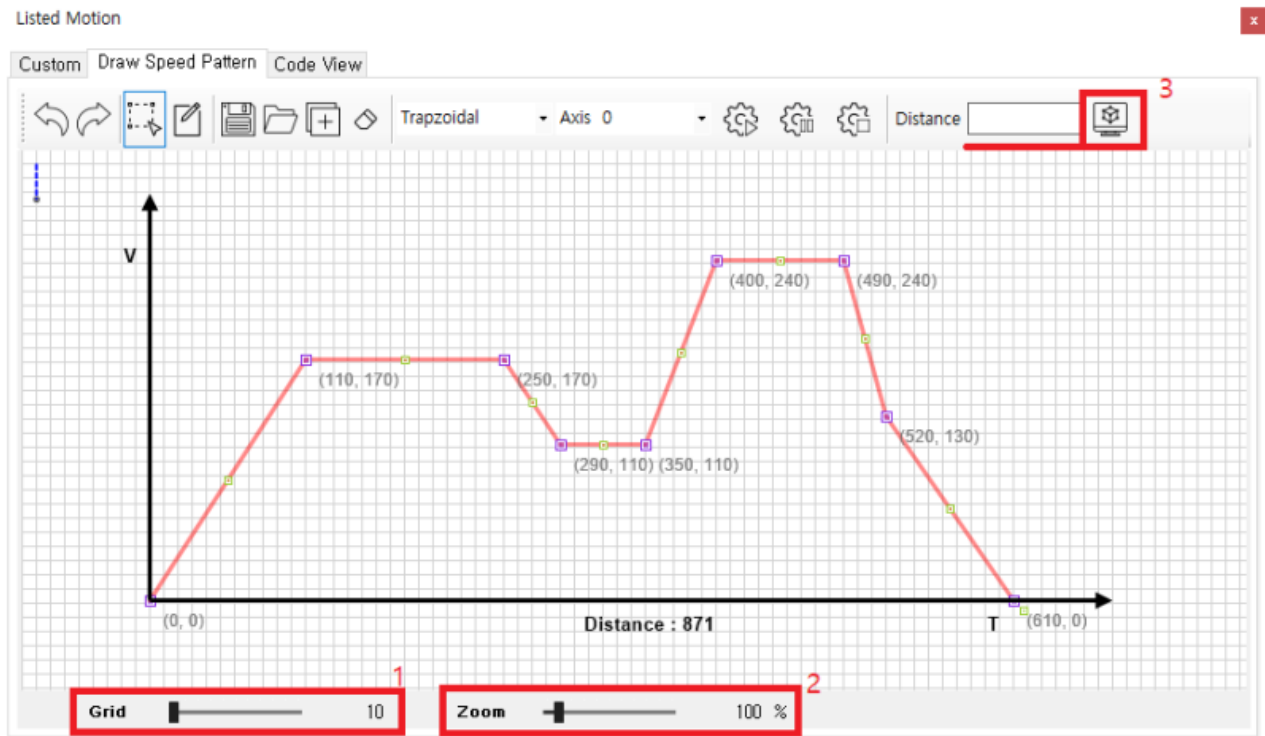 Listed Motion
x
Custom Draw Speed Pattern Code View
3
Trapzoidal Axis 0 Distance
V
(400, 240) (490, 240)
(110, 170) (250, 170)
(520, 130)
(290, 110) (350, 110)
(0, 0) Distance : 871 T (610, 0)
1
2
Grid 10 Zoom 100 %